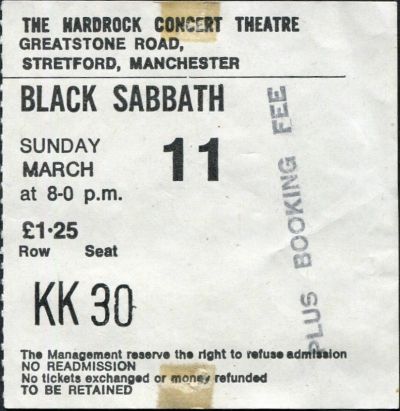 THE HARDROCK CONCERT THEATRE
GREATSTONE ROAD,
STRETFORD, MANCHESTER
BLACK SABBATH
SUNDAY
MARCH
at 8-0 p.m.
11
£1·25
Row Seat
KK 30
PLUS BOOKING FEE
The Management reserve the right to refuse admission
NO READMISSION
No tickets exchanged or money refunded
TO BE RETAINED